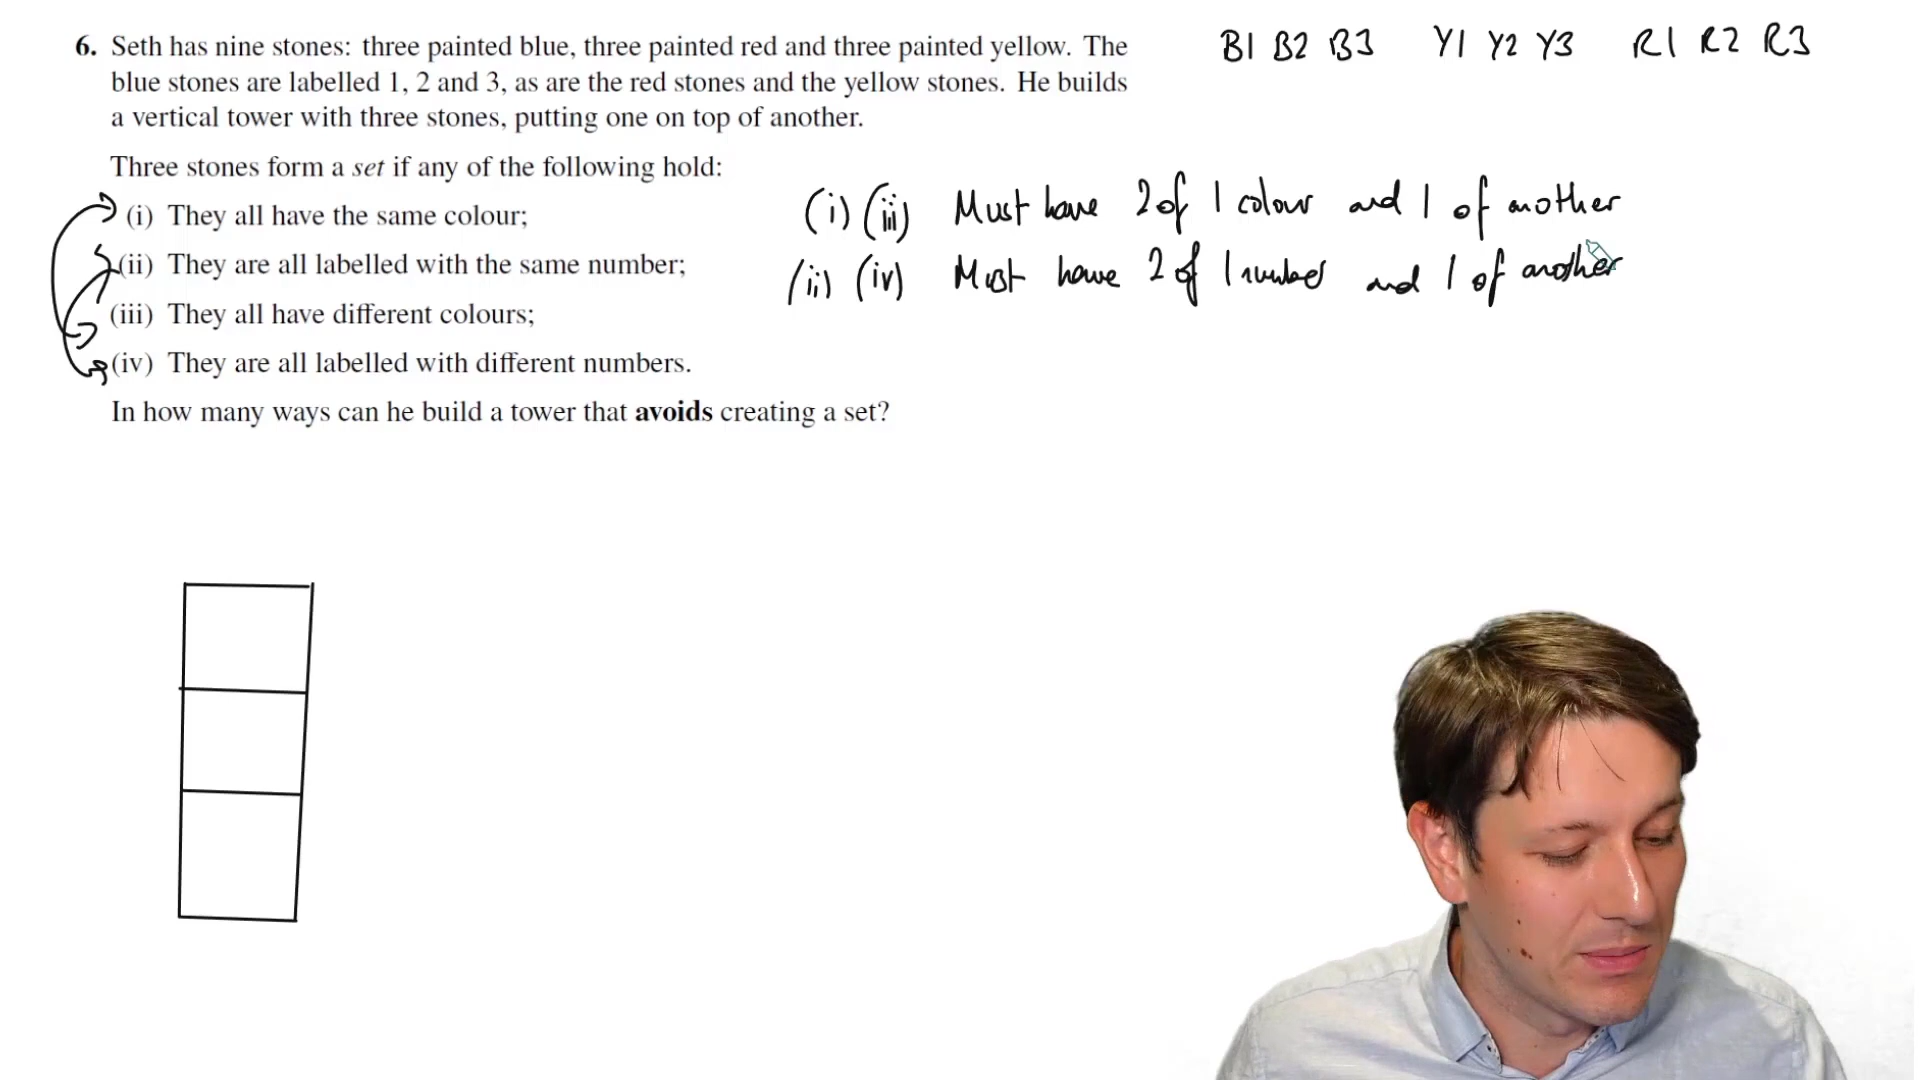 6. Seth has nine stones: three painted blue, three painted red and three painted yellow. The
blue stones are labelled 1, 2 and 3, as are the red stones and the yellow stones. He builds
a vertical tower with three stones, putting one on top of another.
Three stones form a set if any of the following hold:
(i) They all have the same colour;
(ii) They are all labelled with the same number;
(iii) They all have different colours;
(iv) They are all labelled with different numbers.
In how many ways can he build a tower that avoids creating a set?
B1 B2 B3 Y1 Y2 Y3 R1 R2 R3
(i) (iii) Must have 2 of 1 colour and 1 of another
(ii) (iv) Must have 2 of 1 number and 1 of another